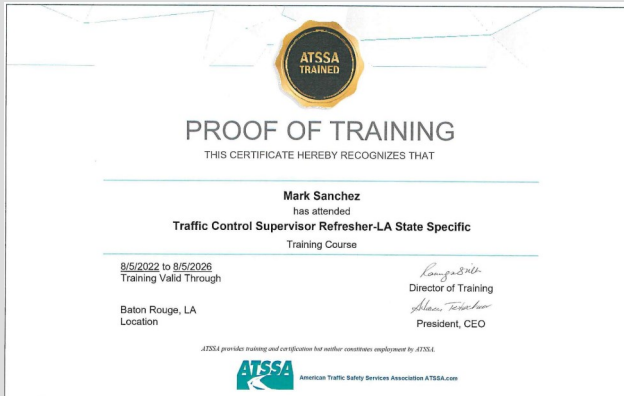 ATSSA
TRAINED
PROOF OF TRAINING
THIS CERTIFICATE HEREBY RECOGNIZES THAT
Mark Sanchez
has attended
Traffic Control Supervisor Refresher-LA State Specific
Training Course
8/5/2022 to 8/5/2026
Training Valid Through
Director of Training
Baton Rouge, LA
Location
President, CEO
ATSSA provides training and certification but neither constitutes employment by ATSSA.
ATSSA
American Traffic Safety Services Association ATSSA.com